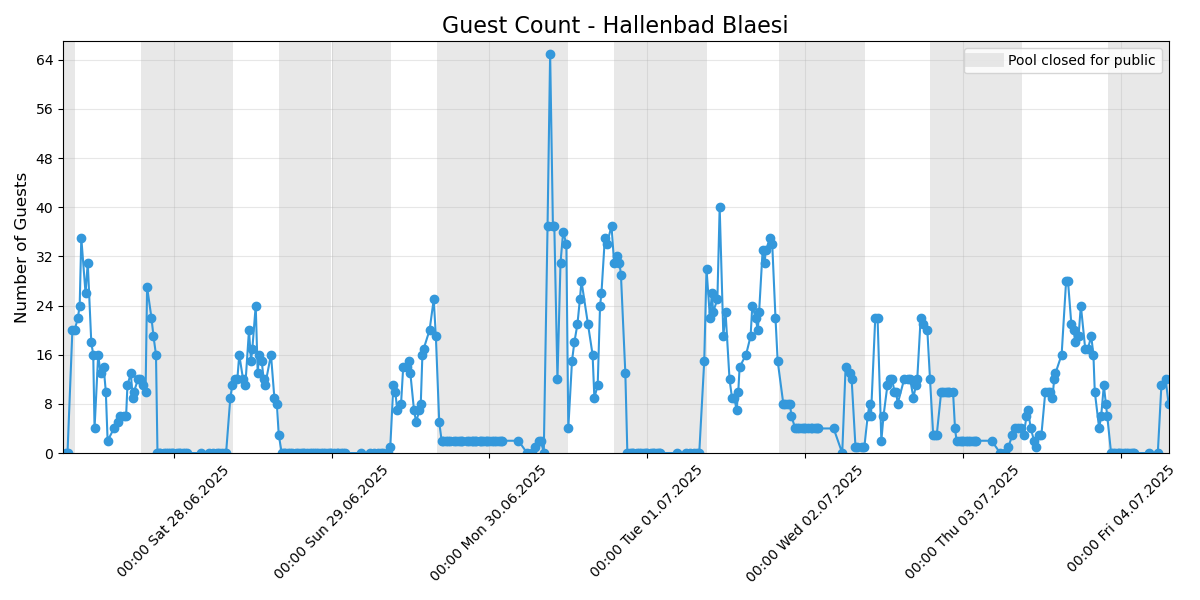 Guest Count - Hallenbad Blaesi
Pool closed for public
Number of Guests
64
56
48
40
32
24
16
8
0
00:00 Sat 28.06.2025
00:00 Sun 29.06.2025
00:00 Mon 30.06.2025
00:00 Tue 01.07.2025
00:00 Wed 02.07.2025
00:00 Thu 03.07.2025
00:00 Fri 04.07.2025